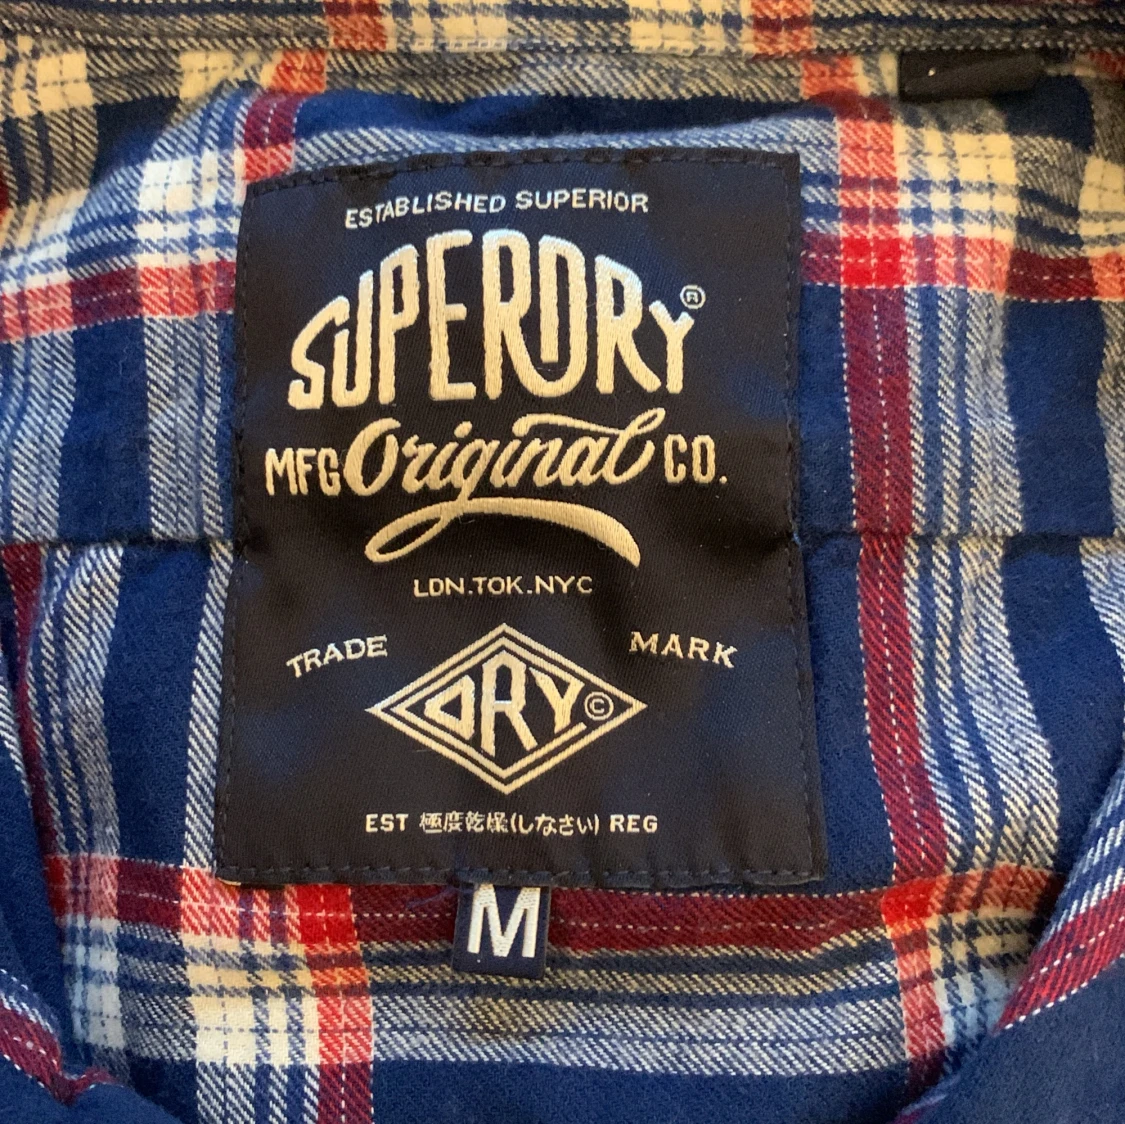 ESTABLISHED SUPERIOR
SUPERDRY®
MFG Original CO.
LDN.TOK.NYC
TRADE MARK
DRY©
EST 極度乾燥(しなさい) REG
M